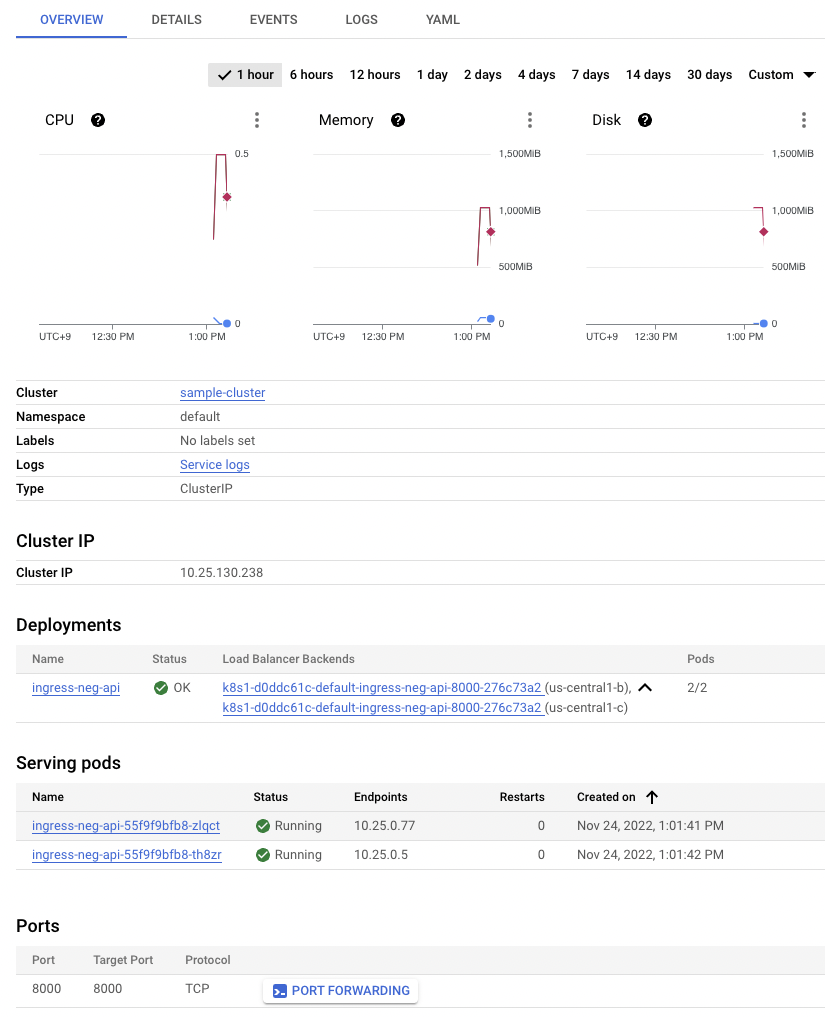 OVERVIEW DETAILS EVENTS LOGS YAML
1 hour 6 hours 12 hours 1 day 2 days 4 days 7 days 14 days 30 days Custom
CPU ? Memory ? Disk ?
0.5 1,500MiB 1,500MiB
1,000MiB 1,000MiB
500MiB 500MiB
0 0 0
UTC+9 12:30 PM 1:00 PM UTC+9 12:30 PM 1:00 PM UTC+9 12:30 PM 1:00 PM
Cluster sample-cluster
Namespace default
Labels No labels set
Logs Service logs
Type ClusterIP
Cluster IP
Cluster IP 10.25.130.238
Deployments
Name Status Load Balancer Backends Pods
ingress-neg-api OK k8s1-d0ddc61c-default-ingress-neg-api-8000-276c73a2 (us-central1-b), 2/2
k8s1-d0ddc61c-default-ingress-neg-api-8000-276c73a2 (us-central1-c)
Serving pods
Name Status Endpoints Restarts Created on
ingress-neg-api-55f9f9bfb8-zlqct Running 10.25.0.77 0 Nov 24, 2022, 1:01:41 PM
ingress-neg-api-55f9f9bfb8-th8zr Running 10.25.0.5 0 Nov 24, 2022, 1:01:42 PM
Ports
Port Target Port Protocol
8000 8000 TCP PORT FORWARDING